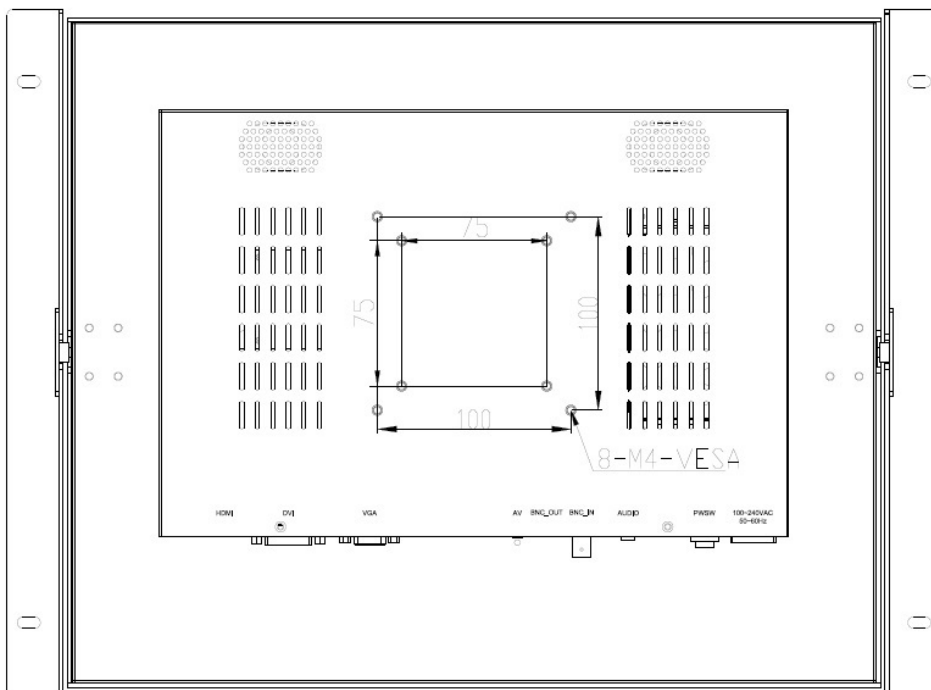 75
75
100
100
8-M4-VESA
HDMI
DVI
VGA
AV
BNC_OUT
BNC_IN
AUDIO
PWSW
100~240VAC
50~60Hz